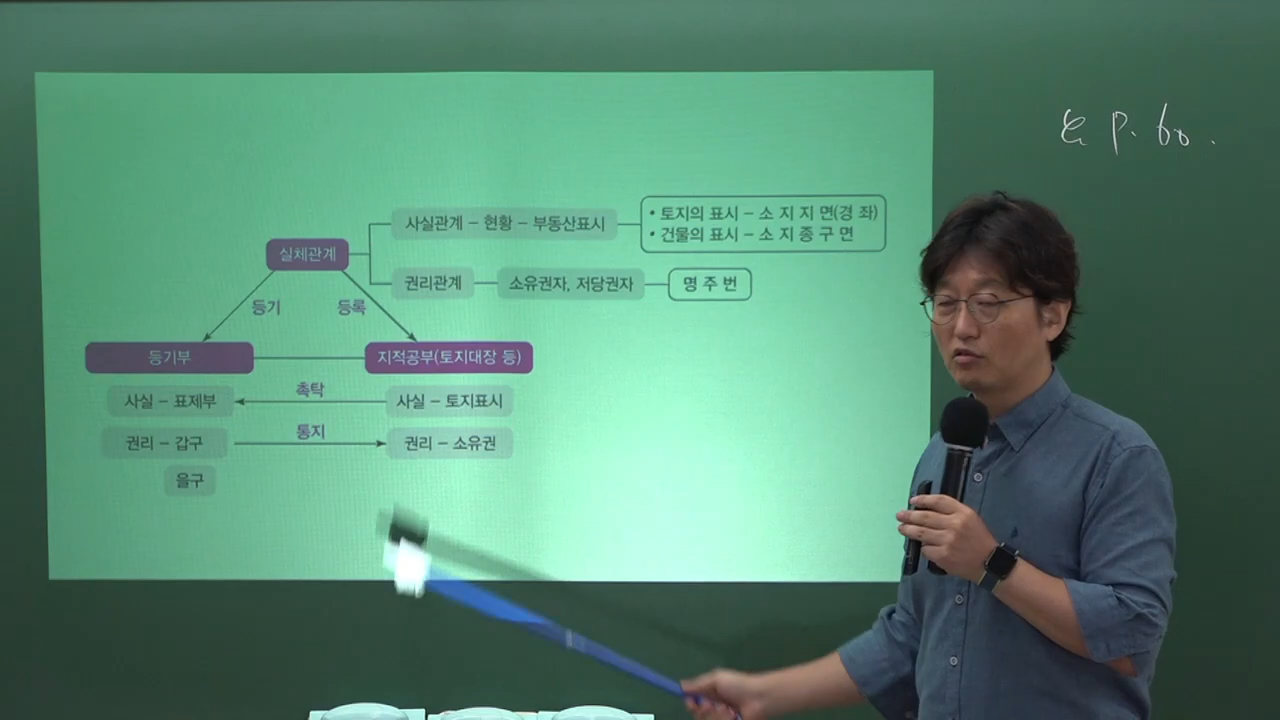 P. 60.
사실관계 – 현황 – 부동산표시
• 토지의 표시 – 소 지 지 면(경 좌)
• 건물의 표시 – 소 지 종 구 면
실체관계
권리관계
소유권자, 저당권자
명 주 번
등기
등록
등기부
지적공부(토지대장 등)
사실 – 표제부
촉탁
사실 – 토지표시
권리 – 갑구
통지
권리 – 소유권
을구